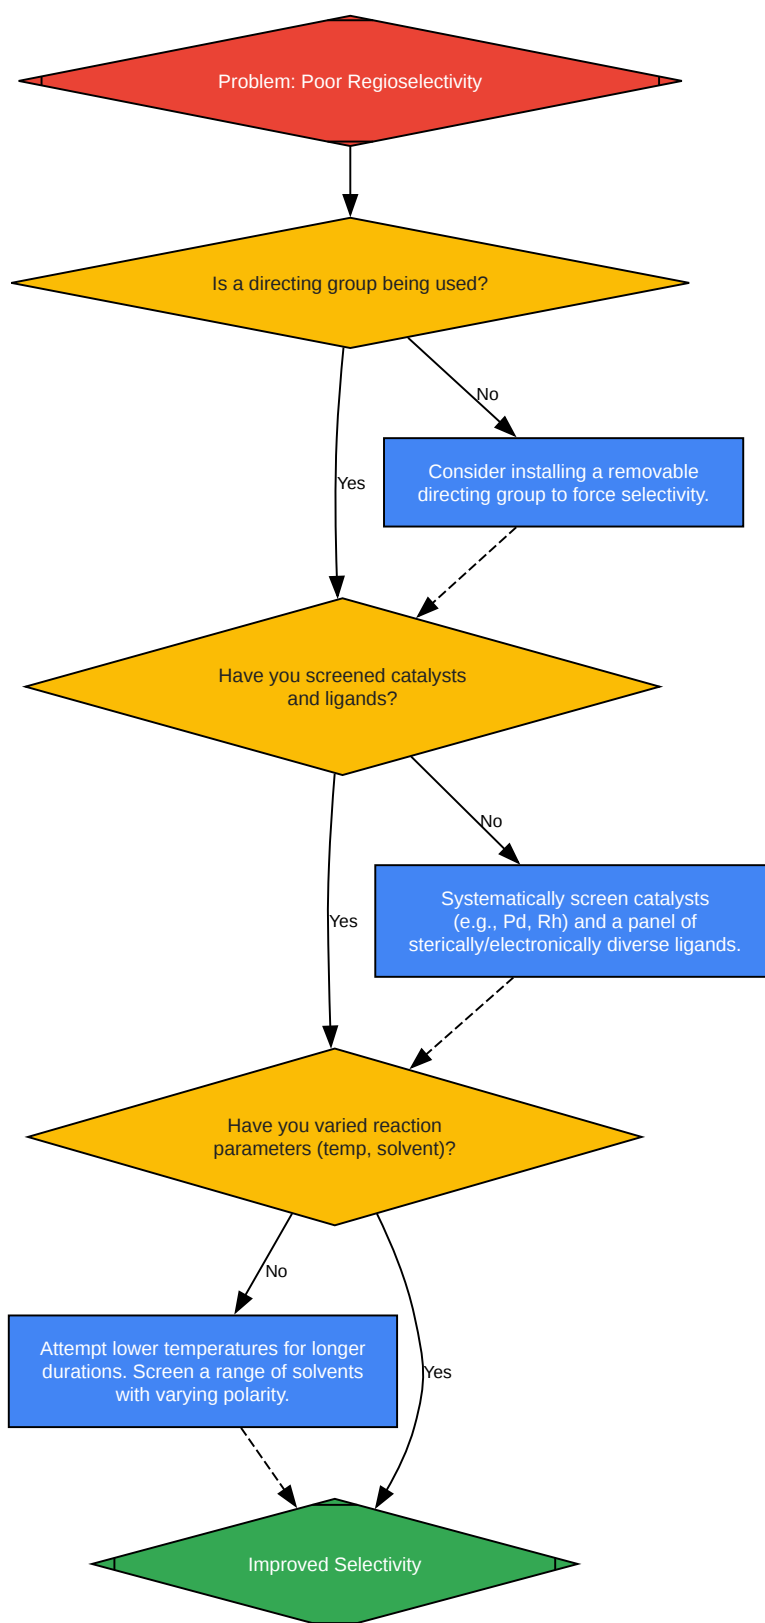 Problem: Poor Regioselectivity
Is a directing group being used?
No
Consider installing a removable
directing group to force selectivity.
Yes
Have you screened catalysts
and ligands?
No
Systematically screen catalysts
(e.g., Pd, Rh) and a panel of
sterically/electronically diverse ligands.
Yes
Have you varied reaction
parameters (temp, solvent)?
No
Attempt lower temperatures for longer
durations. Screen a range of solvents
with varying polarity.
Yes
Improved Selectivity